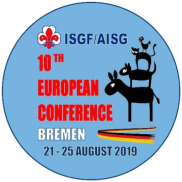 ISGF/AISG
10TH
EUROPEAN
CONFERENCE
BREMEN
21 - 25 AUGUST 2019